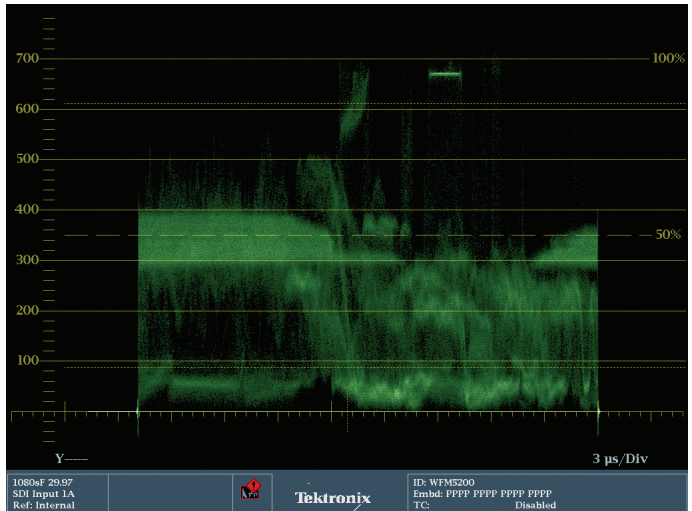 700
100%
600
500
400
50%
300
200
100
Y---
3 µs/Div
1080sF 29.97
SDI Input 1A
Ref: Internal
Tektronix
ID: WFM5200
Embd: PPPP PPPP PPPP PPPP
TC: Disabled